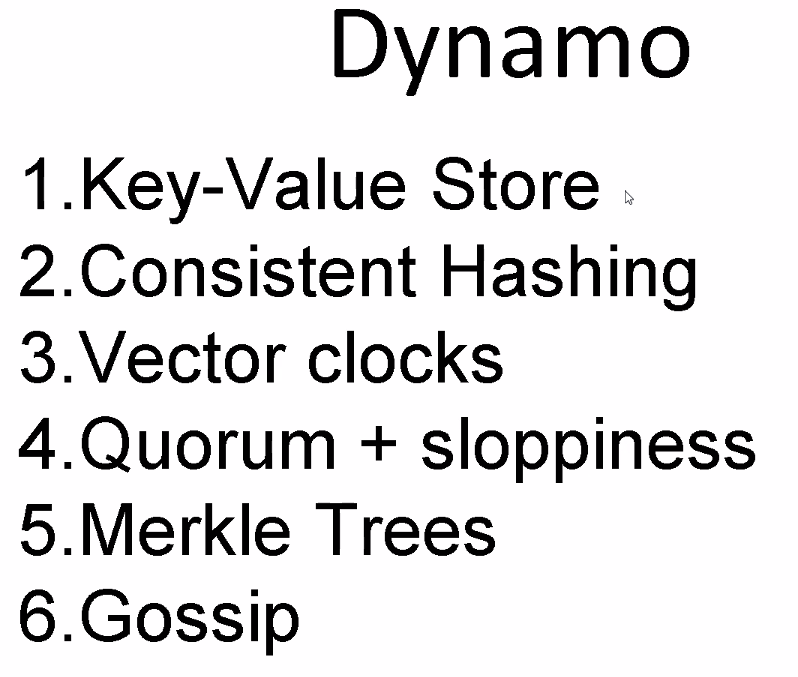 Dynamo
1.Key-Value Store
2.Consistent Hashing
3.Vector clocks
4.Quorum + sloppiness
5.Merkle Trees
6.Gossip